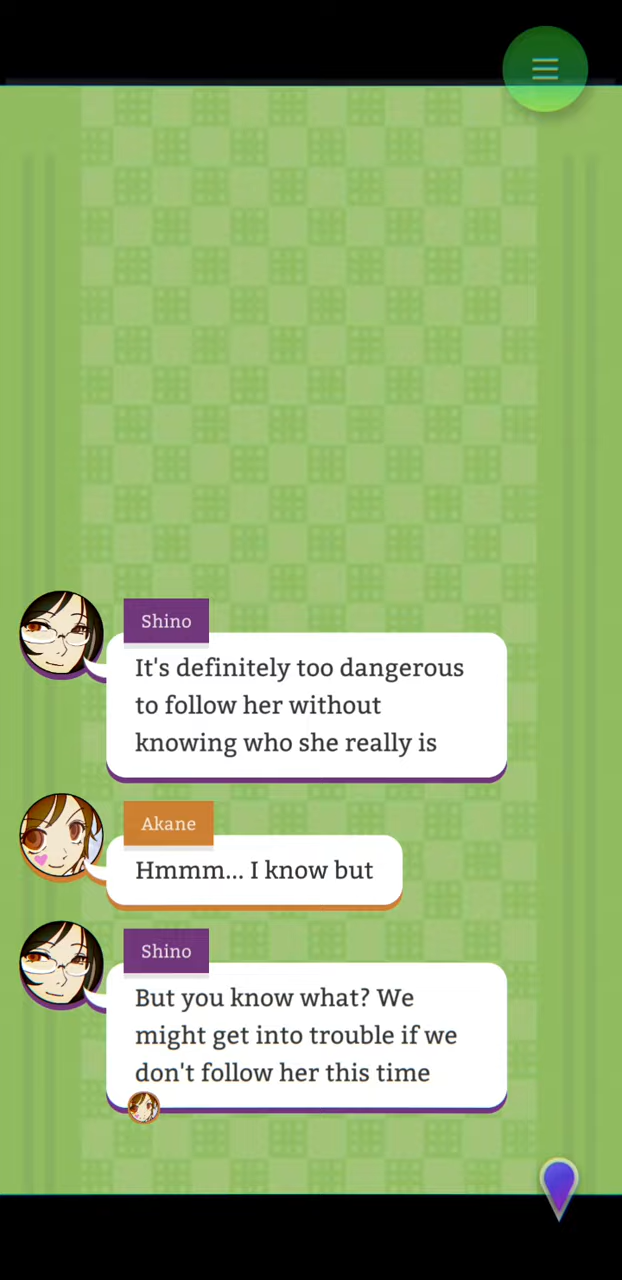 Shino
It's definitely too dangerous
to follow her without
knowing who she really is
Akane
Hmmm... I know but
Shino
But you know what? We
might get into trouble if we
don't follow her this time